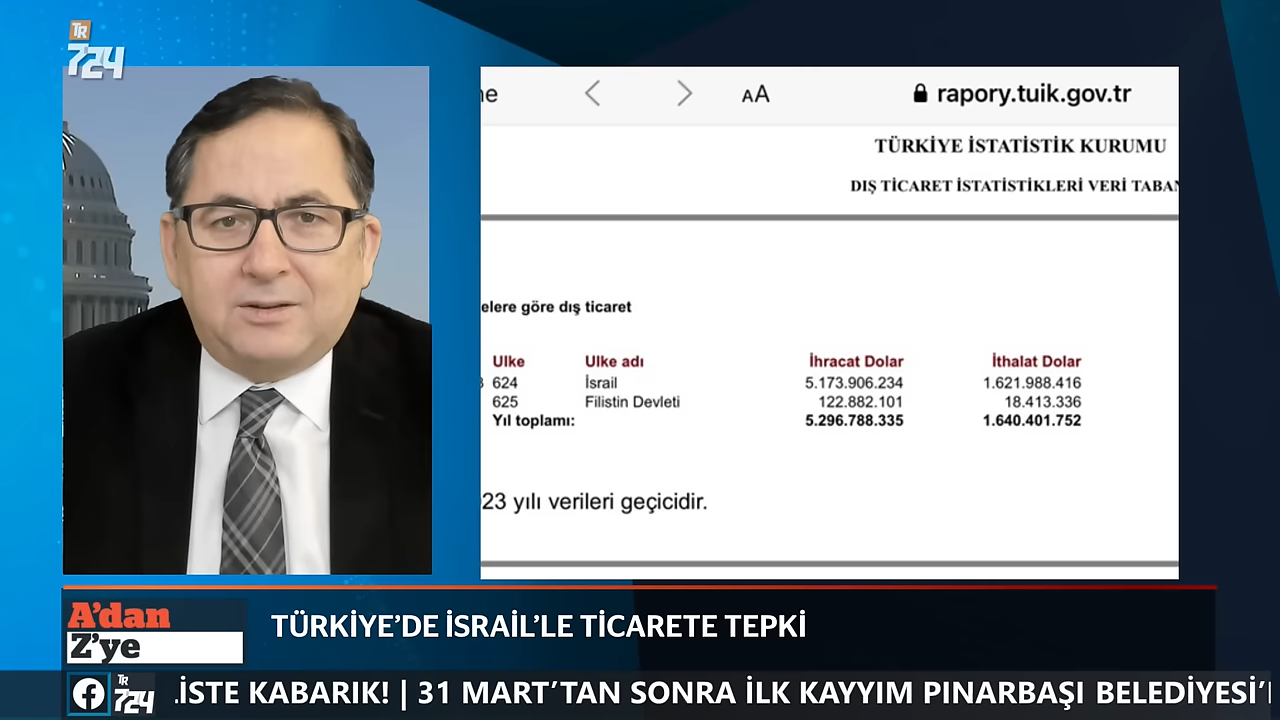 TR
724
ne
AA
rapory.tuik.gov.tr
TÜRKİYE İSTATİSTİK KURUMU
DIŞ TİCARET İSTATİSTİKLERİ VERİ TABAN
elere göre dış ticaret
Ulke Ulke adı İhracat Dolar İthalat Dolar
3 624 İsrail 5.173.906.234 1.621.988.416
625 Filistin Devleti 122.882.101 18.413.336
Yıl toplamı: 5.296.788.335 1.640.401.752
23 yılı verileri geçicidir.
A'dan
Z'ye
TÜRKİYE'DE İSRAİL'LE TİCARETE TEPKİ
TR
724
.İSTE KABARIK! | 31 MART'TAN SONRA İLK KAYYIM PINARBAŞI BELEDİYESİ'